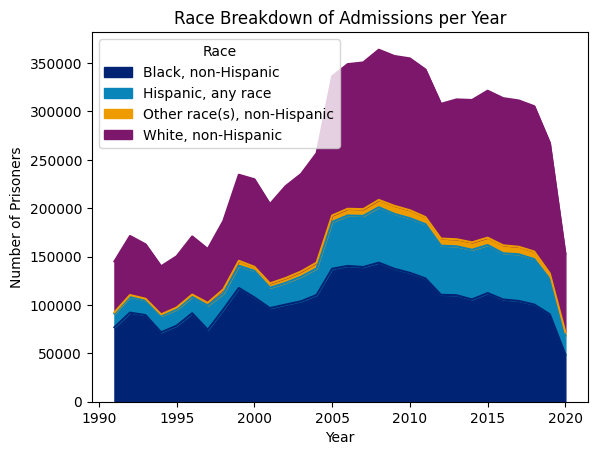 Race Breakdown of Admissions per Year
Race
Black, non-Hispanic
Hispanic, any race
Other race(s), non-Hispanic
White, non-Hispanic
Number of Prisoners
350000
300000
250000
200000
150000
100000
50000
0
1990
1995
2000
2005
2010
2015
2020
Year